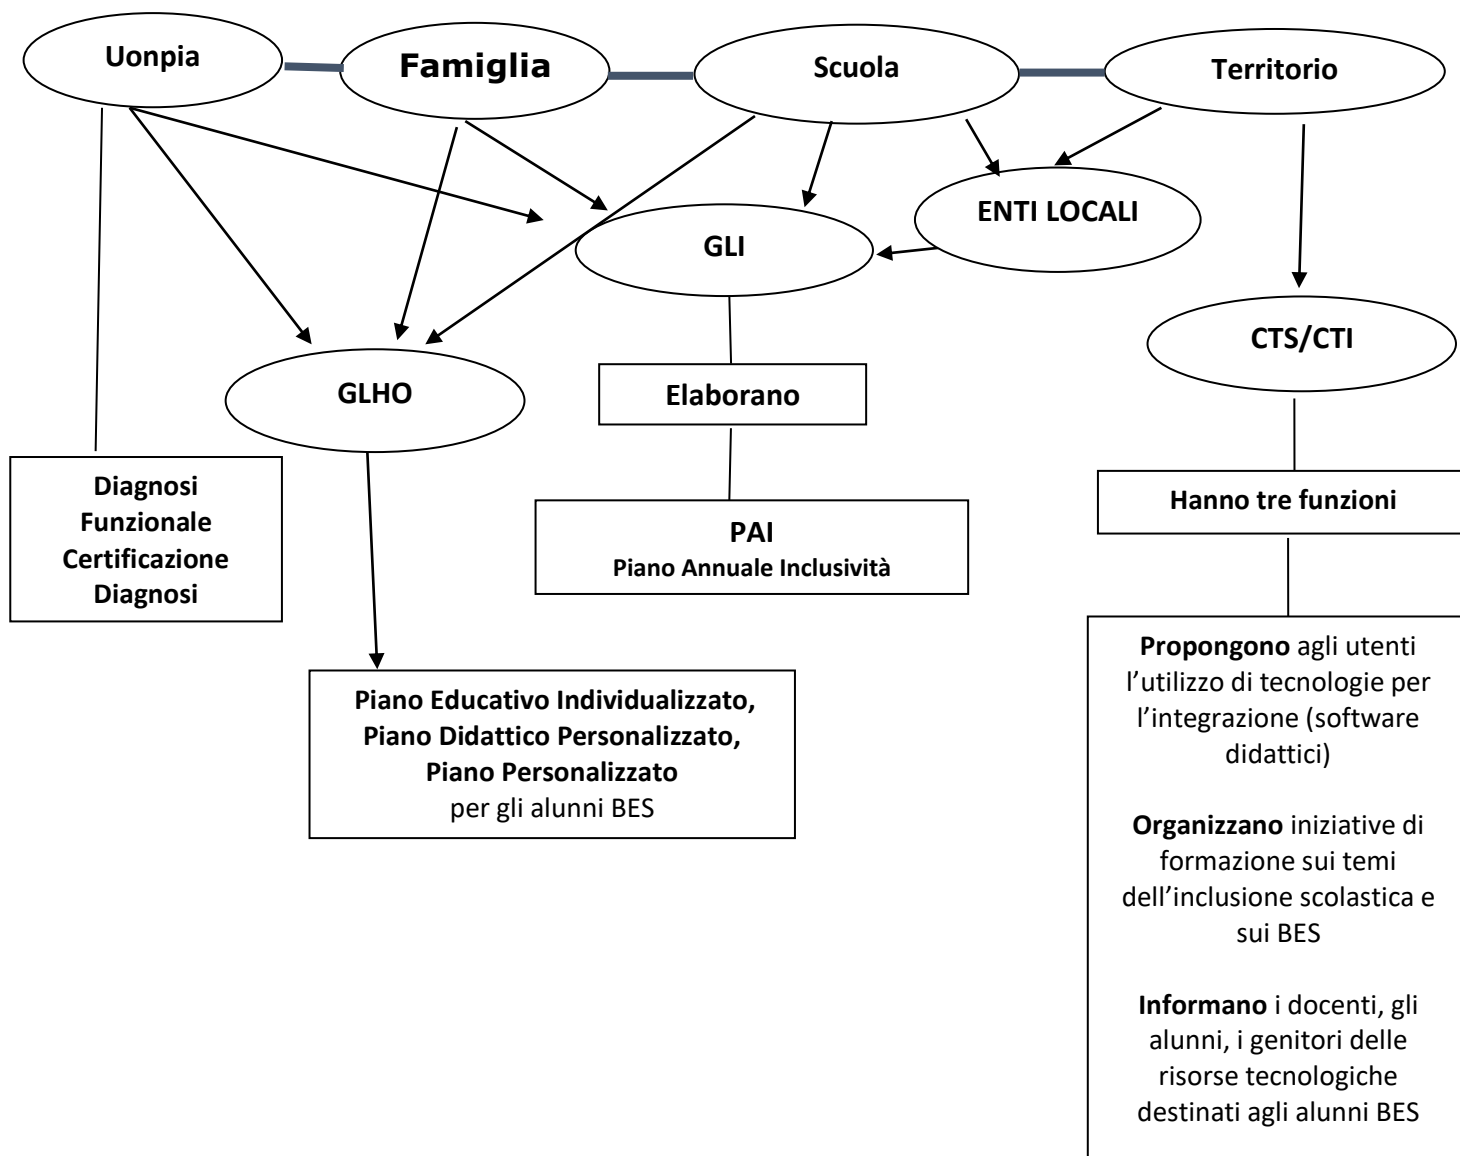 Uonpia
Famiglia
Scuola
Territorio
ENTI LOCALI
GLI
CTS/CTI
GLHO
Elaborano
Diagnosi
Funzionale
Certificazione
Diagnosi
PAI
Piano Annuale Inclusività
Hanno tre funzioni
Piano Educativo Individualizzato,
Piano Didattico Personalizzato,
Piano Personalizzato
per gli alunni BES
Propongono agli utenti
l’utilizzo di tecnologie per
l’integrazione (software
didattici)
Organizzano iniziative di
formazione sui temi
dell’inclusione scolastica e
sui BES
Informano i docenti, gli
alunni, i genitori delle
risorse tecnologiche
destinati agli alunni BES